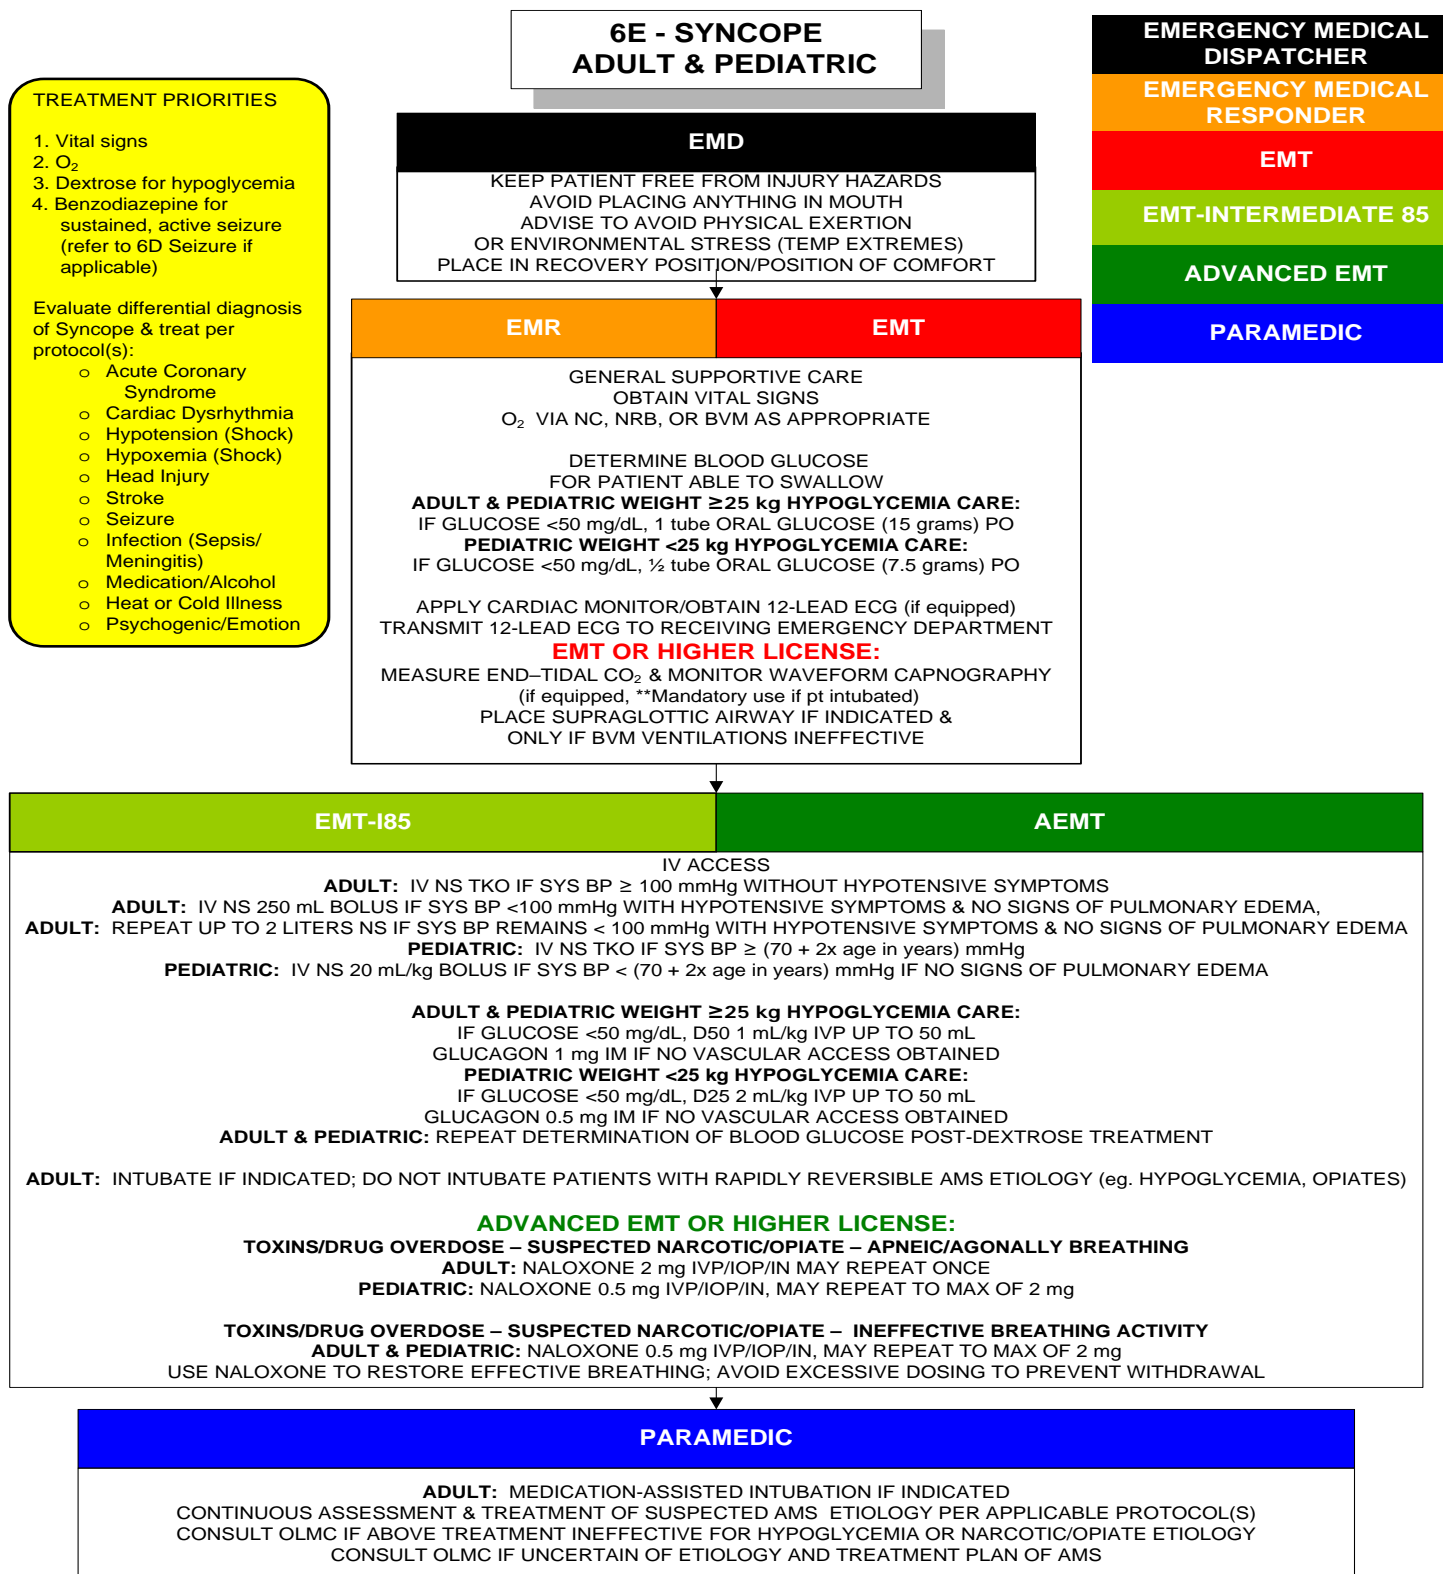 6E - SYNCOPE
ADULT & PEDIATRIC
EMERGENCY MEDICAL
DISPATCHER
EMERGENCY MEDICAL
RESPONDER
EMT
EMT-INTERMEDIATE 85
ADVANCED EMT
PARAMEDIC
TREATMENT PRIORITIES
1. Vital signs
2. O₂
3. Dextrose for hypoglycemia
4. Benzodiazepine for
sustained, active seizure
(refer to 6D Seizure if
applicable)
Evaluate differential diagnosis
of Syncope & treat per
protocol(s):
o Acute Coronary
Syndrome
o Cardiac Dysrhythmia
o Hypotension (Shock)
o Hypoxemia (Shock)
o Head Injury
o Stroke
o Seizure
o Infection (Sepsis/
Meningitis)
o Medication/Alcohol
o Heat or Cold Illness
o Psychogenic/Emotion
EMD
KEEP PATIENT FREE FROM INJURY HAZARDS
AVOID PLACING ANYTHING IN MOUTH
ADVISE TO AVOID PHYSICAL EXERTION
OR ENVIRONMENTAL STRESS (TEMP EXTREMES)
PLACE IN RECOVERY POSITION/POSITION OF COMFORT
EMR
EMT
GENERAL SUPPORTIVE CARE
OBTAIN VITAL SIGNS
O₂ VIA NC, NRB, OR BVM AS APPROPRIATE
DETERMINE BLOOD GLUCOSE
FOR PATIENT ABLE TO SWALLOW
ADULT & PEDIATRIC WEIGHT ≥25 kg HYPOGLYCEMIA CARE:
IF GLUCOSE <50 mg/dL, 1 tube ORAL GLUCOSE (15 grams) PO
PEDIATRIC WEIGHT <25 kg HYPOGLYCEMIA CARE:
IF GLUCOSE <50 mg/dL, ½ tube ORAL GLUCOSE (7.5 grams) PO
APPLY CARDIAC MONITOR/OBTAIN 12-LEAD ECG (if equipped)
TRANSMIT 12-LEAD ECG TO RECEIVING EMERGENCY DEPARTMENT
EMT OR HIGHER LICENSE:
MEASURE END–TIDAL CO₂ & MONITOR WAVEFORM CAPNOGRAPHY
(if equipped, **Mandatory use if pt intubated)
PLACE SUPRAGLOTTIC AIRWAY IF INDICATED &
ONLY IF BVM VENTILATIONS INEFFECTIVE
EMT-I85
AEMT
IV ACCESS
ADULT: IV NS TKO IF SYS BP ≥ 100 mmHg WITHOUT HYPOTENSIVE SYMPTOMS
ADULT: IV NS 250 mL BOLUS IF SYS BP <100 mmHg WITH HYPOTENSIVE SYMPTOMS & NO SIGNS OF PULMONARY EDEMA,
ADULT: REPEAT UP TO 2 LITERS NS IF SYS BP REMAINS < 100 mmHg WITH HYPOTENSIVE SYMPTOMS & NO SIGNS OF PULMONARY EDEMA
PEDIATRIC: IV NS TKO IF SYS BP ≥ (70 + 2x age in years) mmHg
PEDIATRIC: IV NS 20 mL/kg BOLUS IF SYS BP < (70 + 2x age in years) mmHg IF NO SIGNS OF PULMONARY EDEMA
ADULT & PEDIATRIC WEIGHT ≥25 kg HYPOGLYCEMIA CARE:
IF GLUCOSE <50 mg/dL, D50 1 mL/kg IVP UP TO 50 mL
GLUCAGON 1 mg IM IF NO VASCULAR ACCESS OBTAINED
PEDIATRIC WEIGHT <25 kg HYPOGLYCEMIA CARE:
IF GLUCOSE <50 mg/dL, D25 2 mL/kg IVP UP TO 50 mL
GLUCAGON 0.5 mg IM IF NO VASCULAR ACCESS OBTAINED
ADULT & PEDIATRIC: REPEAT DETERMINATION OF BLOOD GLUCOSE POST-DEXTROSE TREATMENT
ADULT: INTUBATE IF INDICATED; DO NOT INTUBATE PATIENTS WITH RAPIDLY REVERSIBLE AMS ETIOLOGY (eg. HYPOGLYCEMIA, OPIATES)
ADVANCED EMT OR HIGHER LICENSE:
TOXINS/DRUG OVERDOSE – SUSPECTED NARCOTIC/OPIATE – APNEIC/AGONALLY BREATHING
ADULT: NALOXONE 2 mg IVP/IOP/IN MAY REPEAT ONCE
PEDIATRIC: NALOXONE 0.5 mg IVP/IOP/IN, MAY REPEAT TO MAX OF 2 mg
TOXINS/DRUG OVERDOSE – SUSPECTED NARCOTIC/OPIATE – INEFFECTIVE BREATHING ACTIVITY
ADULT & PEDIATRIC: NALOXONE 0.5 mg IVP/IOP/IN, MAY REPEAT TO MAX OF 2 mg
USE NALOXONE TO RESTORE EFFECTIVE BREATHING; AVOID EXCESSIVE DOSING TO PREVENT WITHDRAWAL
PARAMEDIC
ADULT: MEDICATION-ASSISTED INTUBATION IF INDICATED
CONTINUOUS ASSESSMENT & TREATMENT OF SUSPECTED AMS ETIOLOGY PER APPLICABLE PROTOCOL(S)
CONSULT OLMC IF ABOVE TREATMENT INEFFECTIVE FOR HYPOGLYCEMIA OR NARCOTIC/OPIATE ETIOLOGY
CONSULT OLMC IF UNCERTAIN OF ETIOLOGY AND TREATMENT PLAN OF AMS